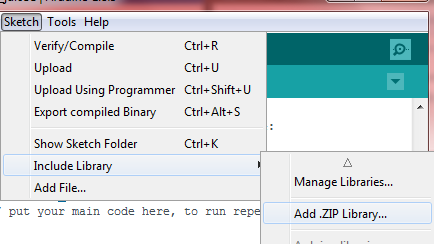 Sketch Tools Help
Verify/Compile Ctrl+R
Upload Ctrl+U
Upload Using Programmer Ctrl+Shift+U
Export compiled Binary Ctrl+Alt+S
Show Sketch Folder Ctrl+K
Include Library
Manage Libraries...
Add File...
Add .ZIP Library...
put your main code here, to run repe